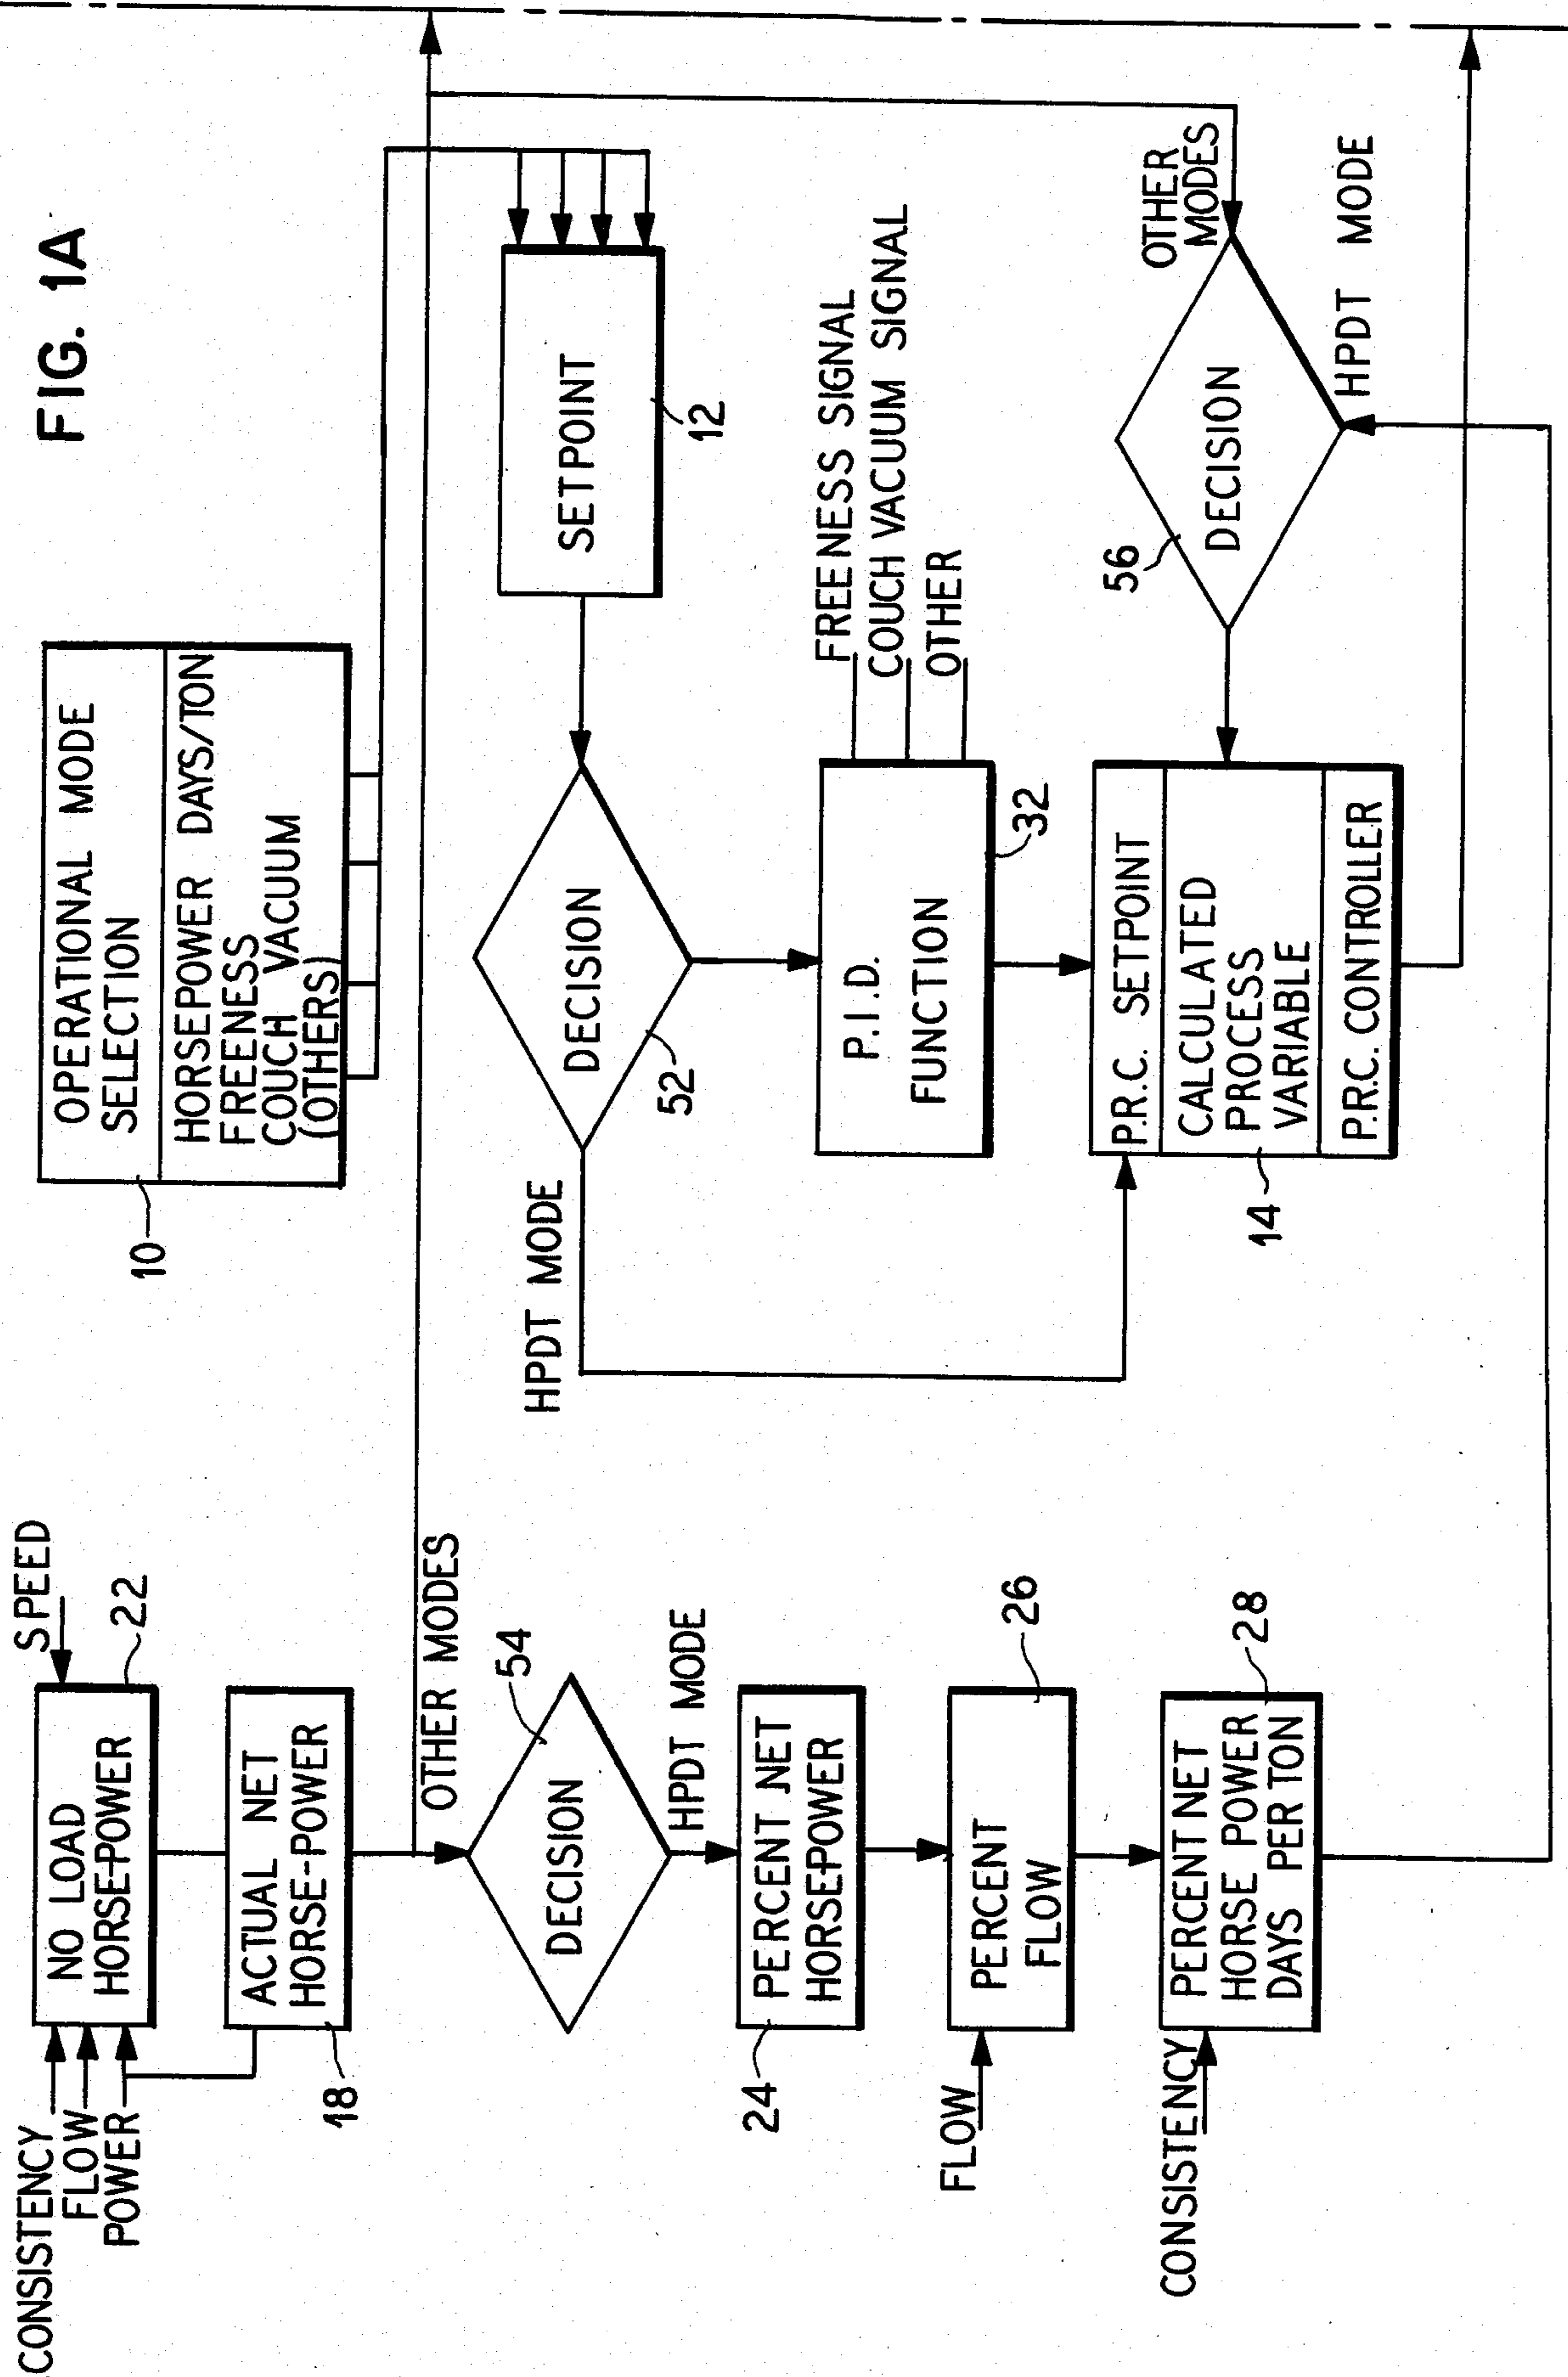 FIG. 1A
CONSISTENCY
FLOW
POWER
SPEED
22
NO LOAD
HORSE-POWER
ACTUAL NET
HORSE-POWER
18
OTHER MODES
54
DECISION
HPDT MODE
PERCENT NET
HORSEPOWER
24
FLOW
PERCENT
FLOW
26
CONSISTENCY
PERCENT NET
HORSE POWER
DAYS PER TON
28
OPERATIONAL MODE
SELECTION
HORSEPOWER DAYS/TON
FREENESS
COUCH VACUUM
(OTHERS)
10
SETPOINT
12
DECISION
52
HPDT MODE
P.I.D.
FUNCTION
32
FREENESS SIGNAL
COUCH VACUUM SIGNAL
OTHER
P.R.C. SETPOINT
CALCULATED
PROCESS
VARIABLE
P.R.C. CONTROLLER
14
OTHER
MODES
DECISION
56
HPDT MODE